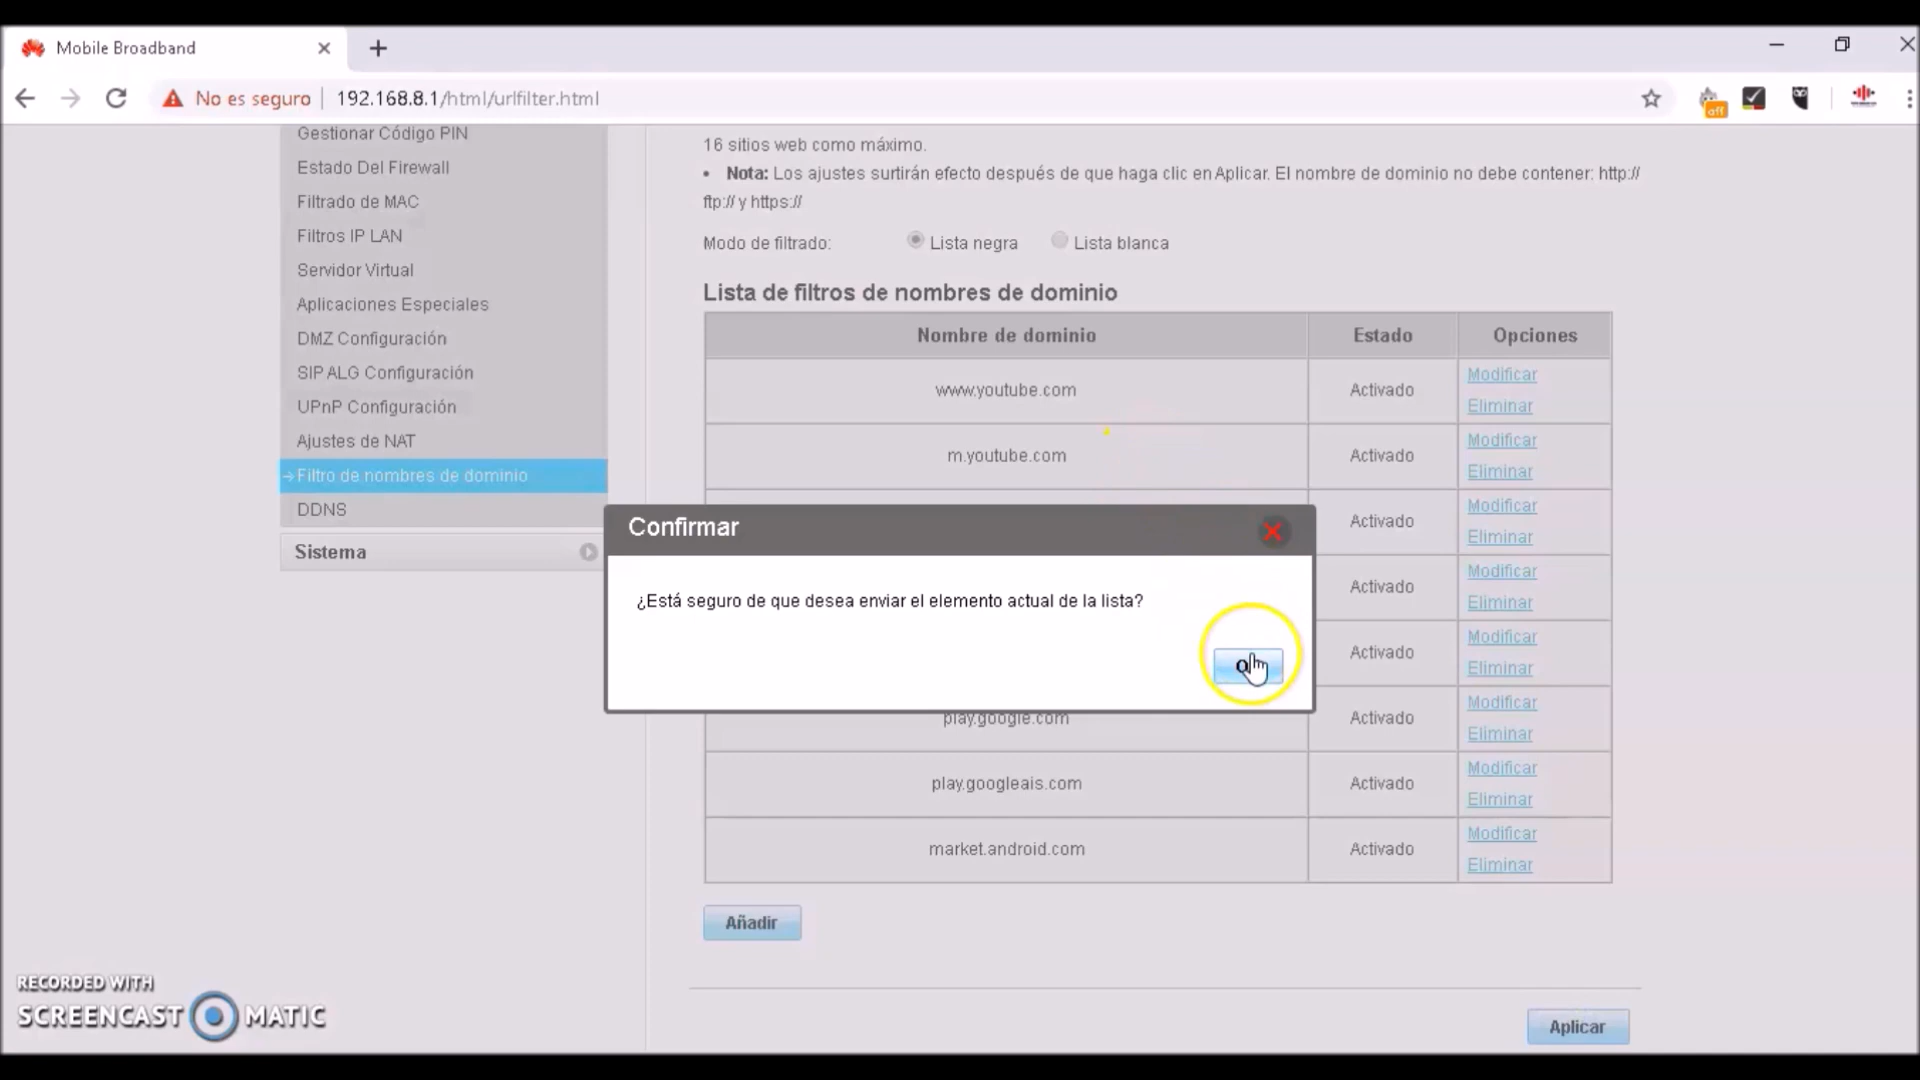 Mobile Broadband
No es seguro
192.168.8.1/html/urlfilter.html
off
Gestionar Código PIN
Estado Del Firewall
Filtrado de MAC
Filtros IP LAN
Servidor Virtual
Aplicaciones Especiales
DMZ Configuración
SIP ALG Configuración
UPnP Configuración
Ajustes de NAT
Filtro de nombres de dominio
DDNS
Sistema
16 sitios web como máximo.
• Nota: Los ajustes surtirán efecto después de que haga clic en Aplicar. El nombre de dominio no debe contener: http://
ftp:// y https://
Modo de filtrado: Lista negra Lista blanca
Lista de filtros de nombres de dominio
Nombre de dominio Estado Opciones
www.youtube.com Activado Modificar
Eliminar
m.youtube.com Activado Modificar
Eliminar
Activado Modificar
Eliminar
Activado Modificar
Eliminar
Activado Modificar
Eliminar
play.google.com Activado Modificar
Eliminar
play.googleais.com Activado Modificar
Eliminar
market.android.com Activado Modificar
Eliminar
Confirmar
¿Está seguro de que desea enviar el elemento actual de la lista?
Añadir
Aplicar
RECORDED WITH
SCREENCAST MATIC